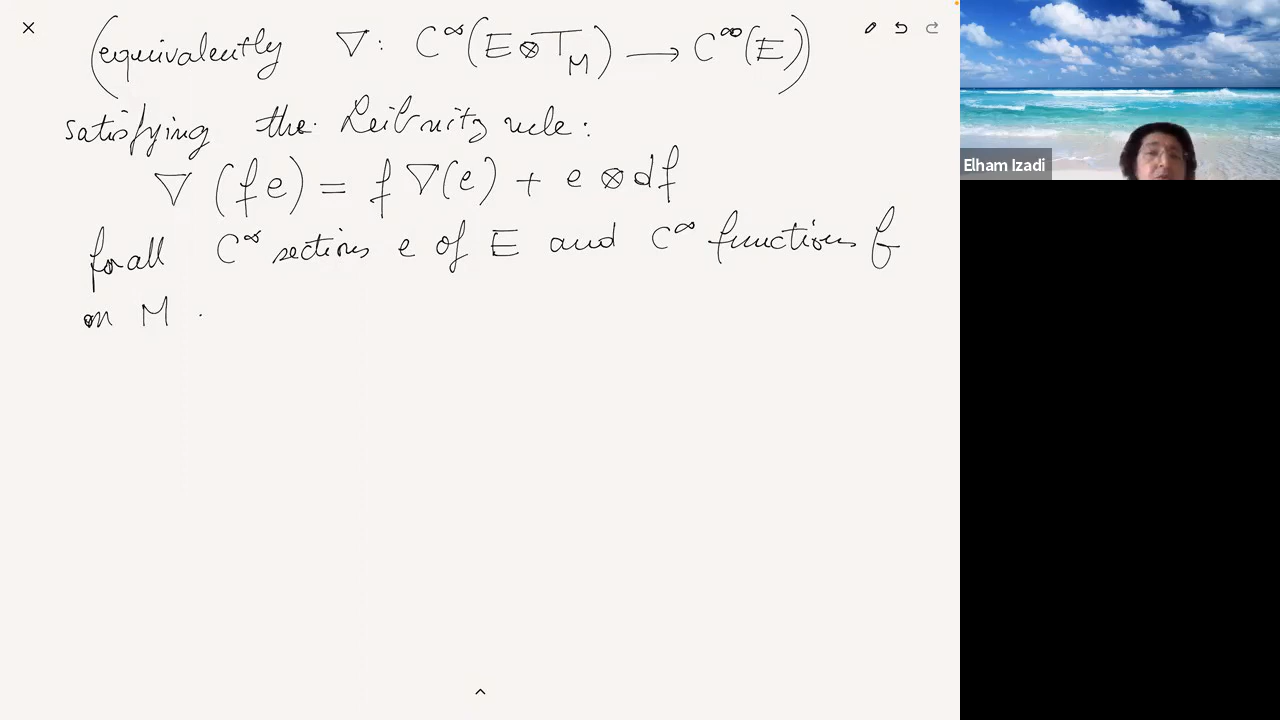 (equivalently ∇: C^∞(E⊗T_M) → C^∞(E))
satisfying the Leibnitz rule:
∇(fe) = f∇(e) + e⊗df
for all C^∞ sections e of E and C^∞ functions f
on M.
Elham Izadi